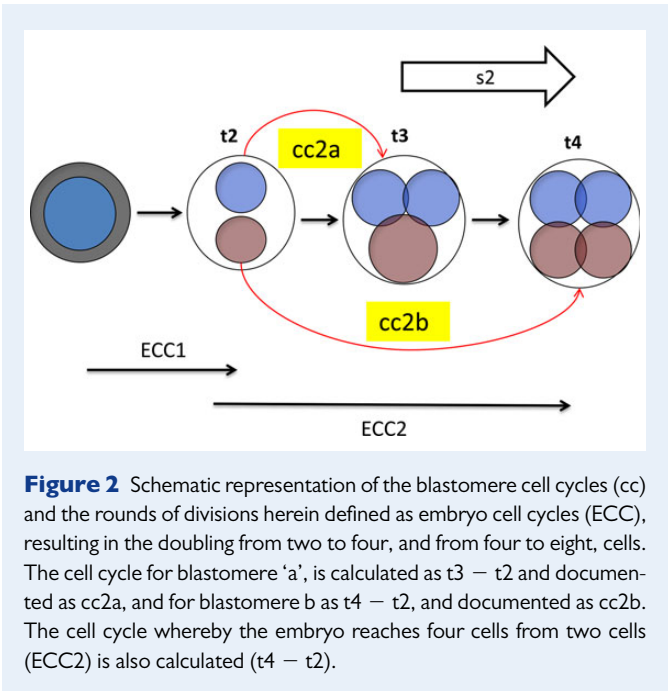 s2
t2
t3
t4
cc2a
cc2b
ECC1
ECC2
Figure 2 Schematic representation of the blastomere cell cycles (cc)
and the rounds of divisions herein defined as embryo cell cycles (ECC),
resulting in the doubling from two to four, and from four to eight, cells.
The cell cycle for blastomere ‘a’, is calculated as t3 − t2 and documen-
ted as cc2a, and for blastomere b as t4 − t2, and documented as cc2b.
The cell cycle whereby the embryo reaches four cells from two cells
(ECC2) is also calculated (t4 − t2).